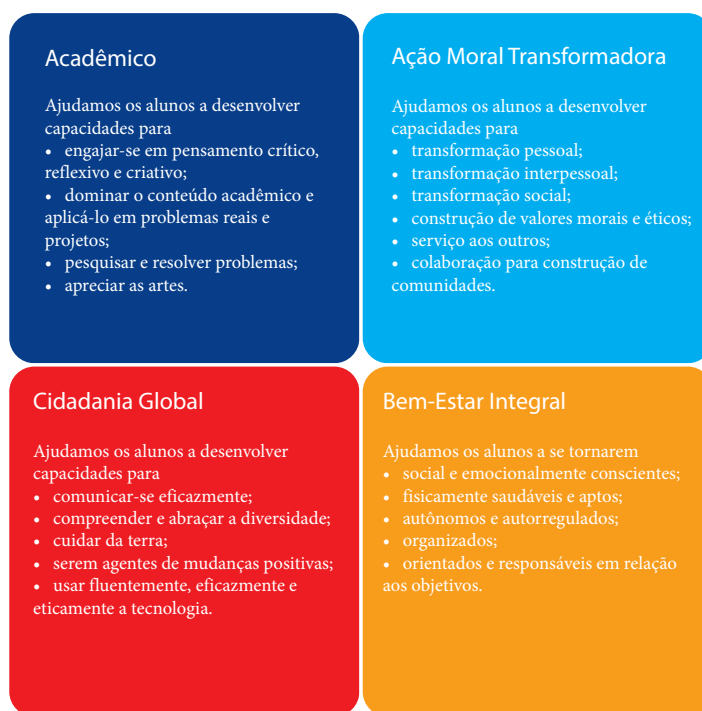 Acadêmico
Ajudamos os alunos a desenvolver
capacidades para
• engajar-se em pensamento crítico,
reflexivo e criativo;
• dominar o conteúdo acadêmico e
aplicá-lo em problemas reais e
projetos;
• pesquisar e resolver problemas;
• apreciar as artes.
Ação Moral Transformadora
Ajudamos os alunos a desenvolver
capacidades para
• transformação pessoal;
• transformação interpessoal;
• transformação social;
• construção de valores morais e éticos;
• serviço aos outros;
• colaboração para construção de
comunidades.
Cidadania Global
Ajudamos os alunos a desenvolver
capacidades para
• comunicar-se eficazmente;
• compreender e abraçar a diversidade;
• cuidar da terra;
• serem agentes de mudanças positivas;
• usar fluentemente, eficazmente e
eticamente a tecnologia.
Bem-Estar Integral
Ajudamos os alunos a se tornarem
• social e emocionalmente conscientes;
• fisicamente saudáveis e aptos;
• autônomos e autorregulados;
• organizados;
• orientados e responsáveis em relação
aos objetivos.